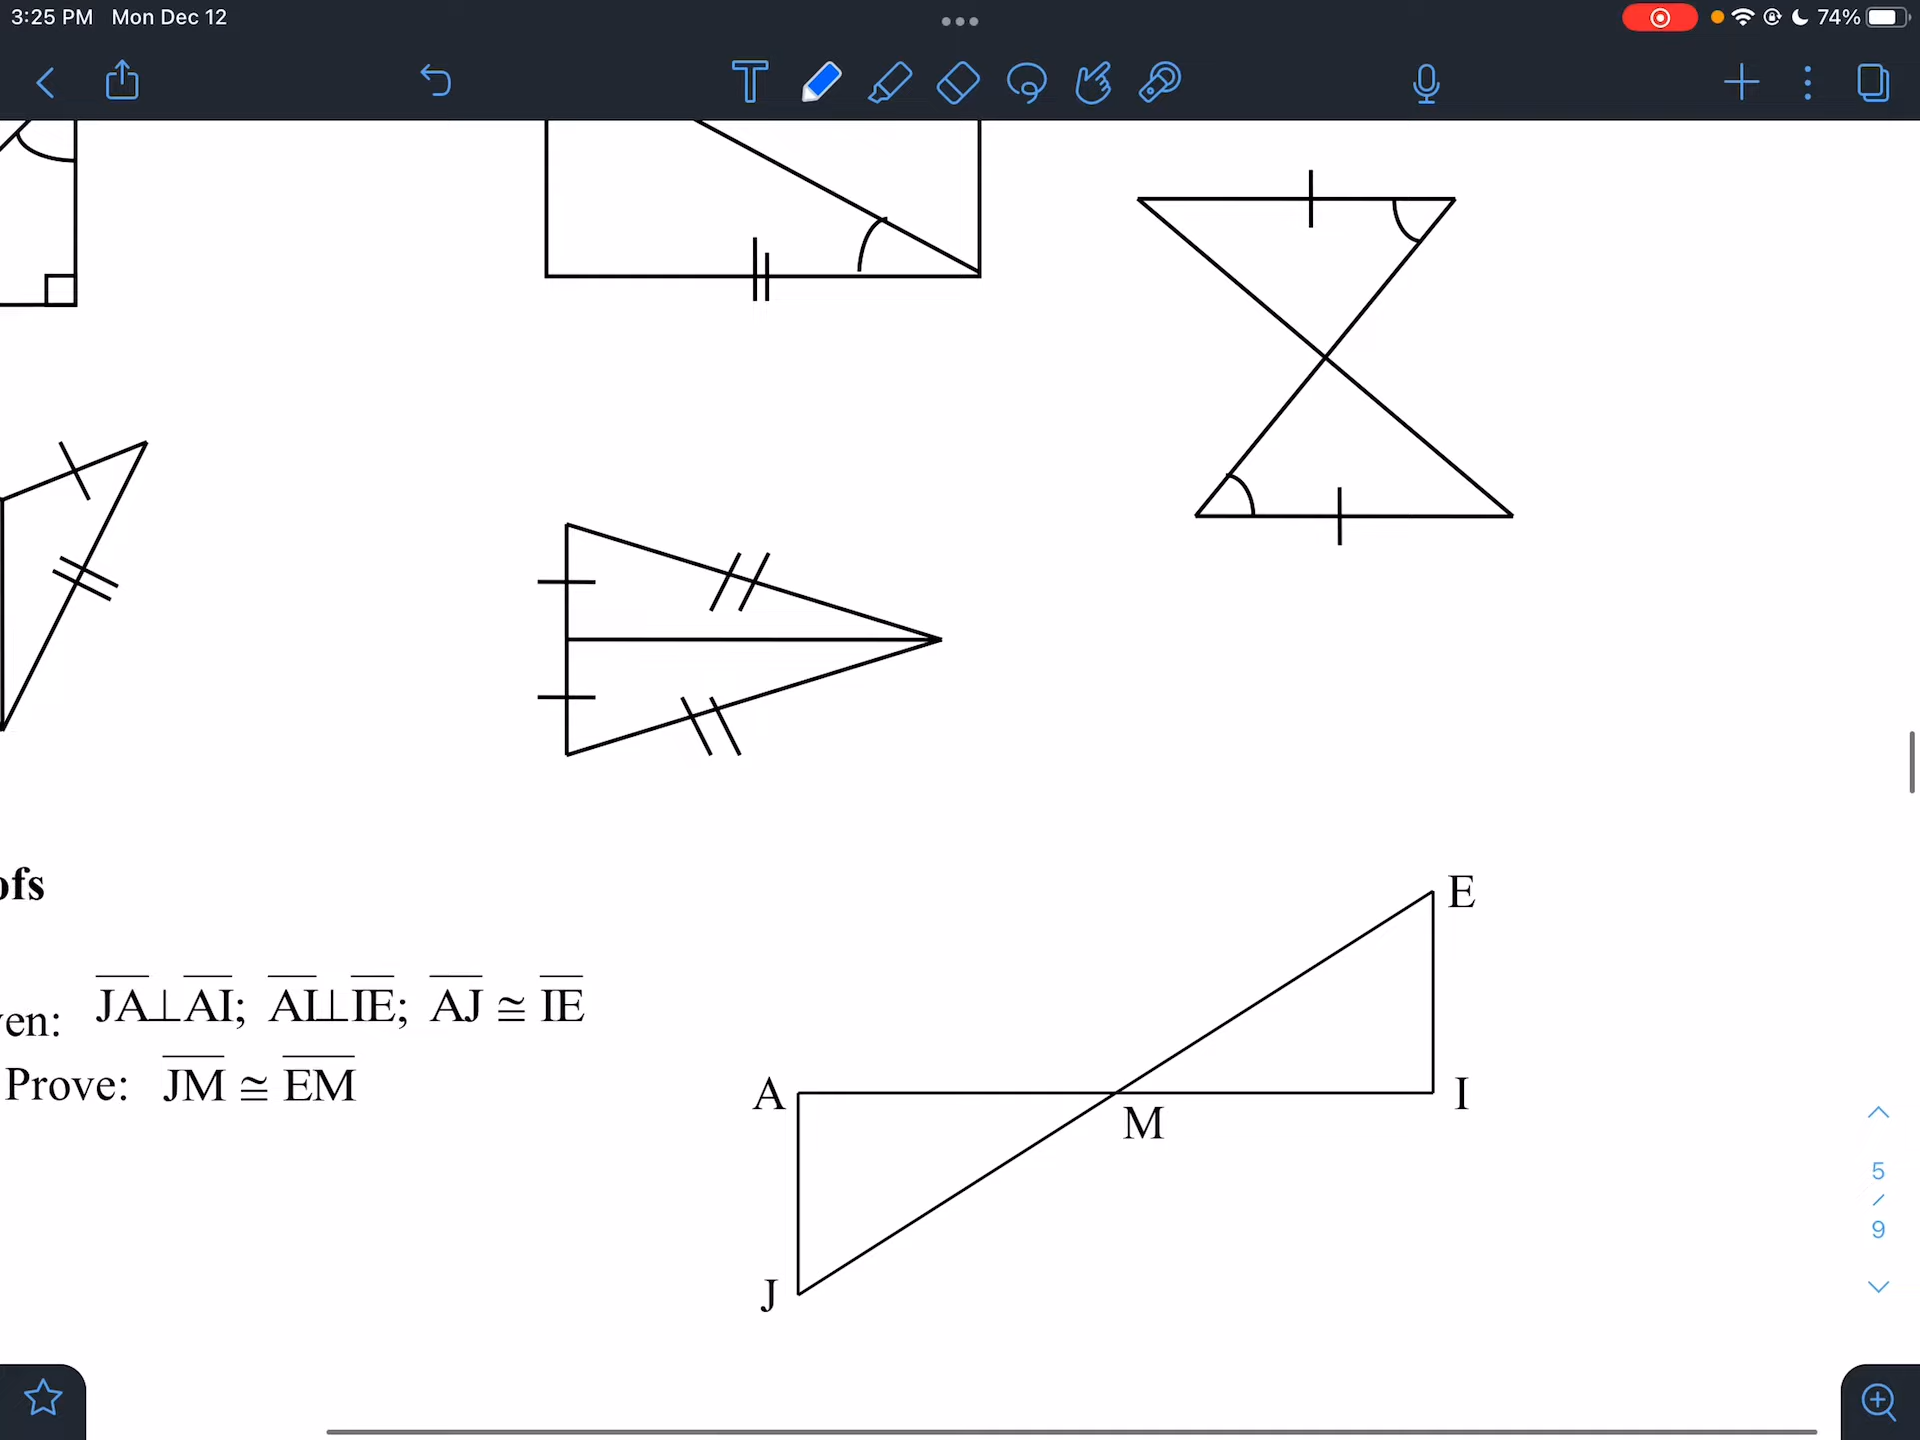 3:25 PM Mon Dec 12
74%
ofs
ven: JA⊥AI; AI⊥IE; AJ ≅ IE
Prove: JM ≅ EM
E
A
I
M
J
5
/
9